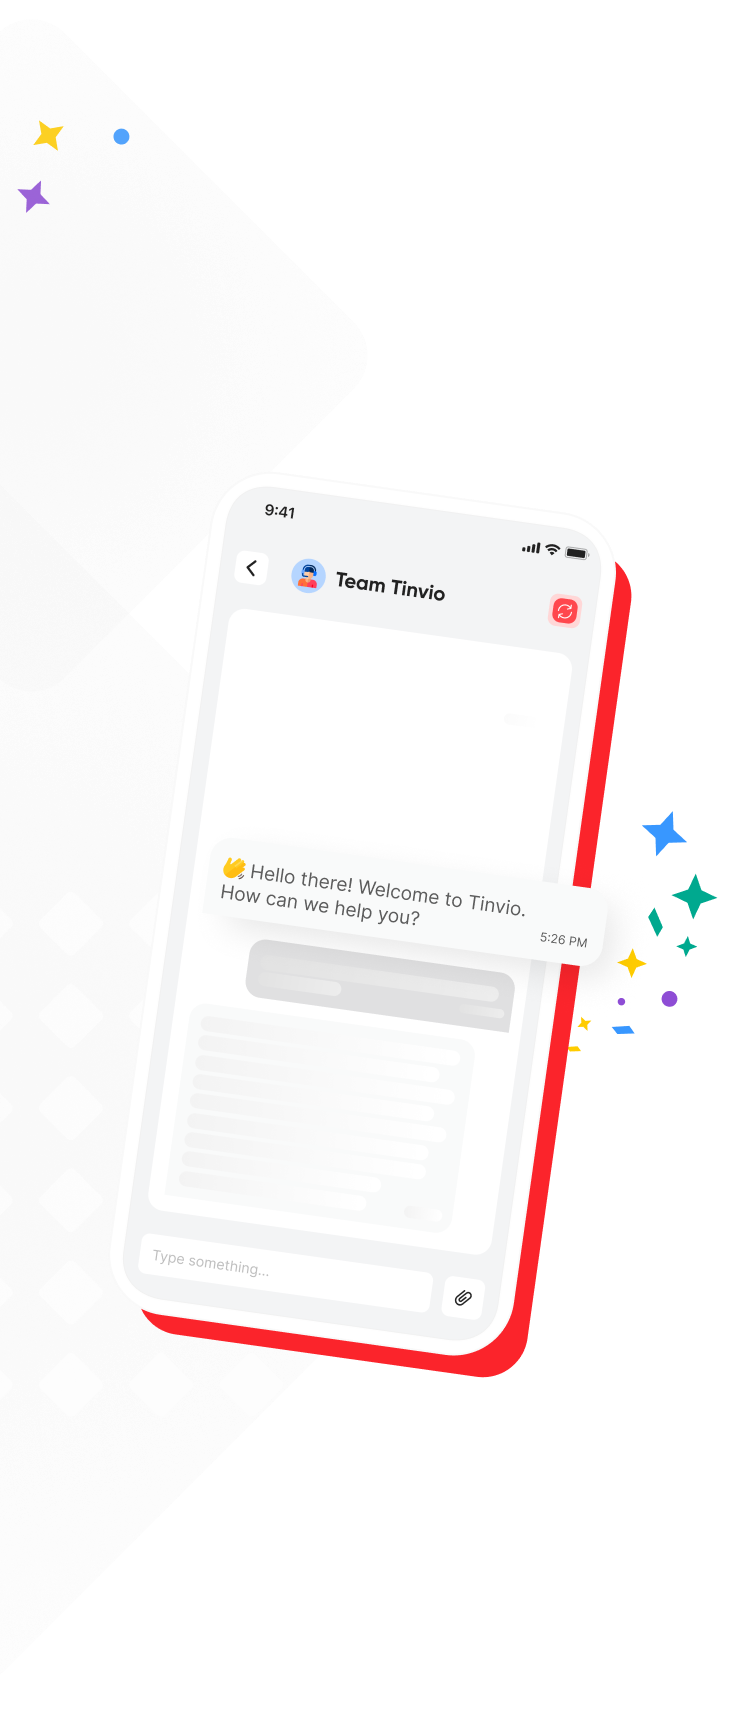 9:41
Team Tinvio
👋 Hello there! Welcome to Tinvio.
How can we help you?
5:26 PM
Type something...